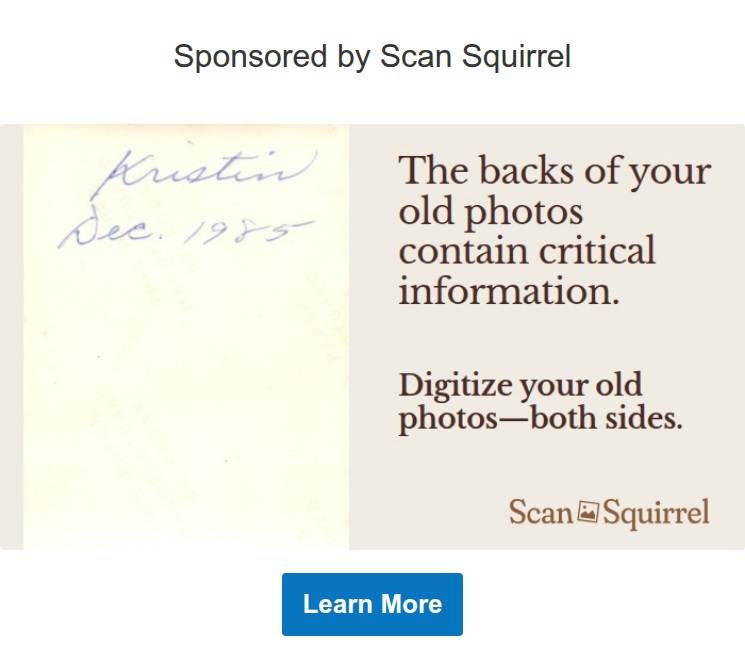 Sponsored by Scan Squirrel
Kristin
Dec. 1985
The backs of your
old photos
contain critical
information.
Digitize your old
photos—both sides.
Scan Squirrel
Learn More